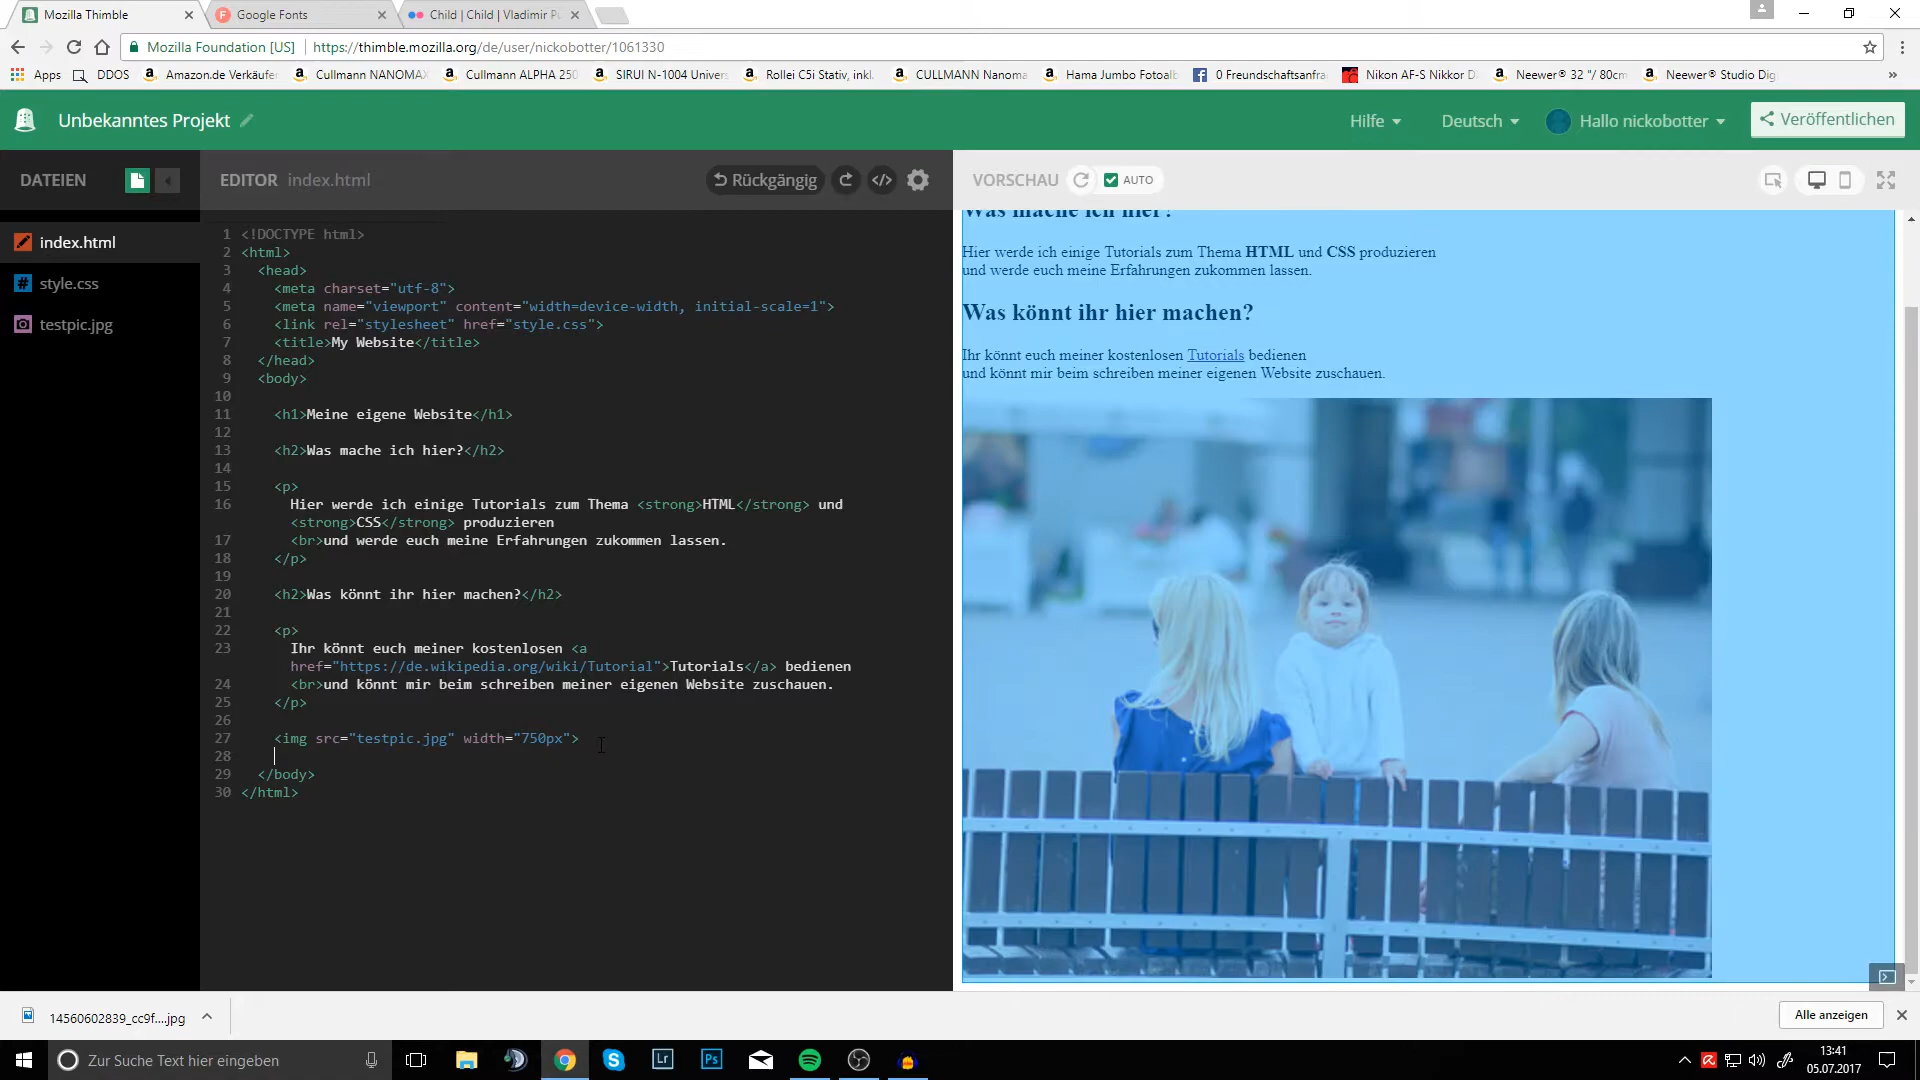 Mozilla Thimble
Google Fonts
Child | Child | Vladimir Pu
Mozilla Foundation [US] https://thimble.mozilla.org/de/user/nickobotter/1061330
Apps
DDOS
Amazon.de Verkäufe
Cullmann NANOMAX
Cullmann ALPHA 250
SIRUI N-1004 Univers
Rollei C5i Stativ, inkl.
CULLMANN Nanoma
Hama Jumbo Fotoalb
0 Freundschaftsanfra
Nikon AF-S Nikkor D
Neewer® 32 "/ 80cm
Neewer® Studio Dig
Unbekanntes Projekt
Hilfe
Deutsch
Hallo nickobotter
Veröffentlichen
DATEIEN
EDITOR index.html
Rückgängig
VORSCHAU
AUTO
index.html
style.css
testpic.jpg
1 <!DOCTYPE html>
2 <html>
3 <head>
4 <meta charset="utf-8">
5 <meta name="viewport" content="width=device-width, initial-scale=1">
6 <link rel="stylesheet" href="style.css">
7 <title>My Website</title>
8 </head>
9 <body>
10
11 <h1>Meine eigene Website</h1>
12
13 <h2>Was mache ich hier?</h2>
14
15 <p>
16 Hier werde ich einige Tutorials zum Thema <strong>HTML</strong> und
<strong>CSS</strong> produzieren
17 <br>und werde euch meine Erfahrungen zukommen lassen.
18 </p>
19
20 <h2>Was könnt ihr hier machen?</h2>
21
22 <p>
23 Ihr könnt euch meiner kostenlosen <a
href="https://de.wikipedia.org/wiki/Tutorial">Tutorials</a> bedienen
24 <br>und könnt mir beim schreiben meiner eigenen Website zuschauen.
25 </p>
26
27 <img src="testpic.jpg" width="750px">
28
29 </body>
30 </html>
Was mache ich hier?
Hier werde ich einige Tutorials zum Thema HTML und CSS produzieren
und werde euch meine Erfahrungen zukommen lassen.
Was könnt ihr hier machen?
Ihr könnt euch meiner kostenlosen Tutorials bedienen
und könnt mir beim schreiben meiner eigenen Website zuschauen.
14560602839_cc9f....jpg
Alle anzeigen
Zur Suche Text hier eingeben
Lr
Ps
13:41
05.07.2017